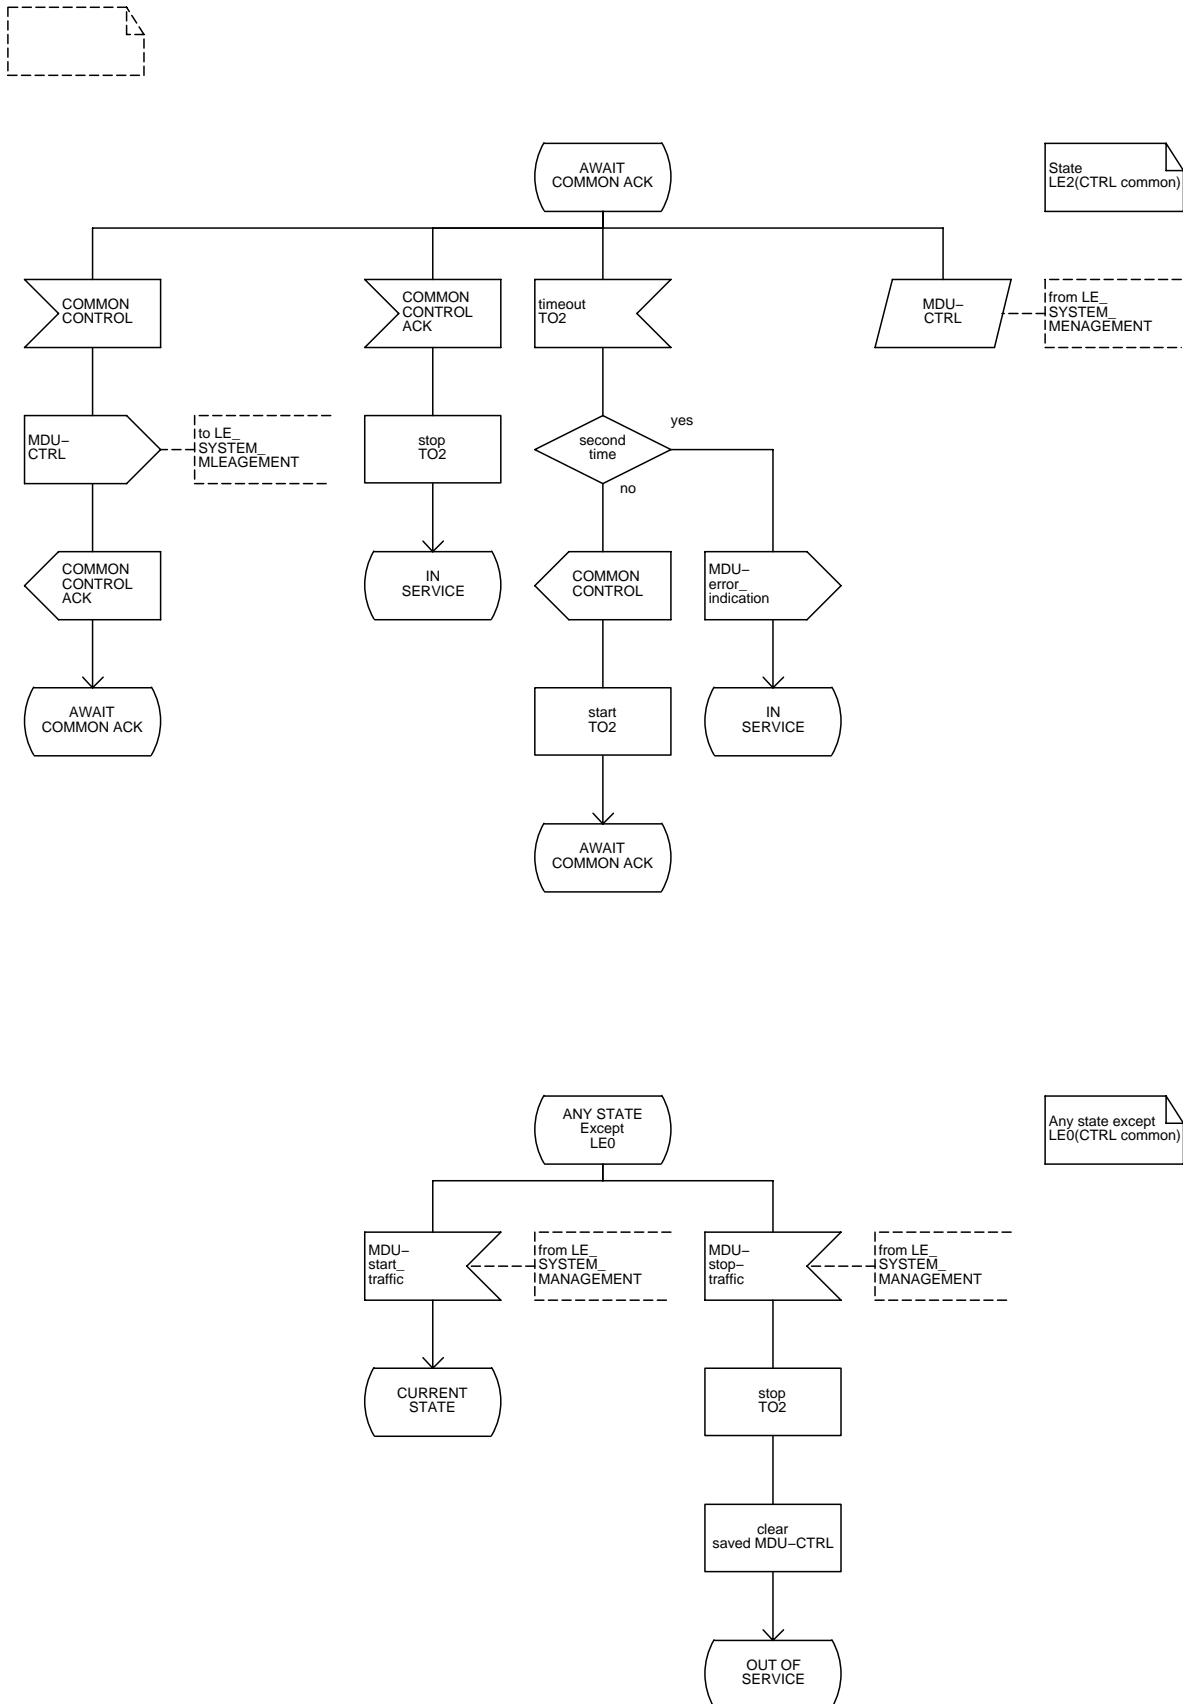 AWAIT
COMMON ACK
State
LE2(CTRL common)
COMMON
CONTROL
COMMON
CONTROL
ACK
timeout
TO2
MDU–
CTRL
from LE_
SYSTEM_
MENAGEMENT
MDU–
CTRL
to LE_
SYSTEM_
MLEAGEMENT
stop
TO2
second
time
yes
no
COMMON
CONTROL
ACK
IN
SERVICE
COMMON
CONTROL
MDU–
error_
indication
AWAIT
COMMON ACK
start
TO2
IN
SERVICE
AWAIT
COMMON ACK
ANY STATE
Except
LE0
Any state except
LE0(CTRL common)
MDU–
start_
traffic
from LE_
SYSTEM_
MANAGEMENT
MDU–
stop–
traffic
from LE_
SYSTEM_
MANAGEMENT
CURRENT
STATE
stop
TO2
clear
saved MDU–CTRL
OUT OF
SERVICE